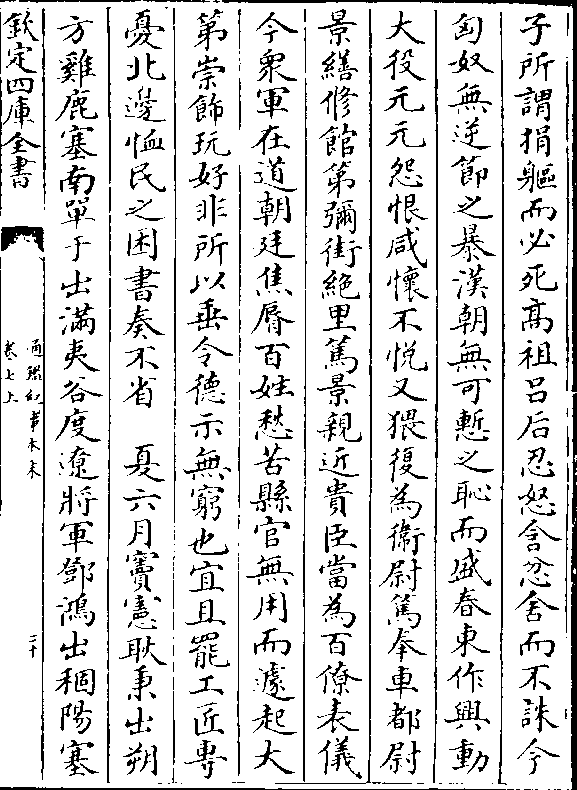 子所謂捐軀而必死髙祖呂后忍怒含忿舍而不誅今
匈奴無逆節之暴漢朝無可慙之恥而盛春東作興動
大役元元怨恨咸懷不悦又猥復為衞尉篤奉車都尉
景繕修館第彌街絶里篤景親近貴臣當為百僚表儀
今衆軍在道朝廷焦脣百姓愁苦縣官無用而遽起大
第崇飾玩好非所以垂令德示無窮也宜且罷工匠專
憂北邊恤民之困書奏不省　夏六月竇憲耿秉出朔
方雞鹿塞南單于出滿夷谷度遼將軍鄧鴻出稒陽塞
欽定四庫全書
通鑑紀事本末
卷七上
二十